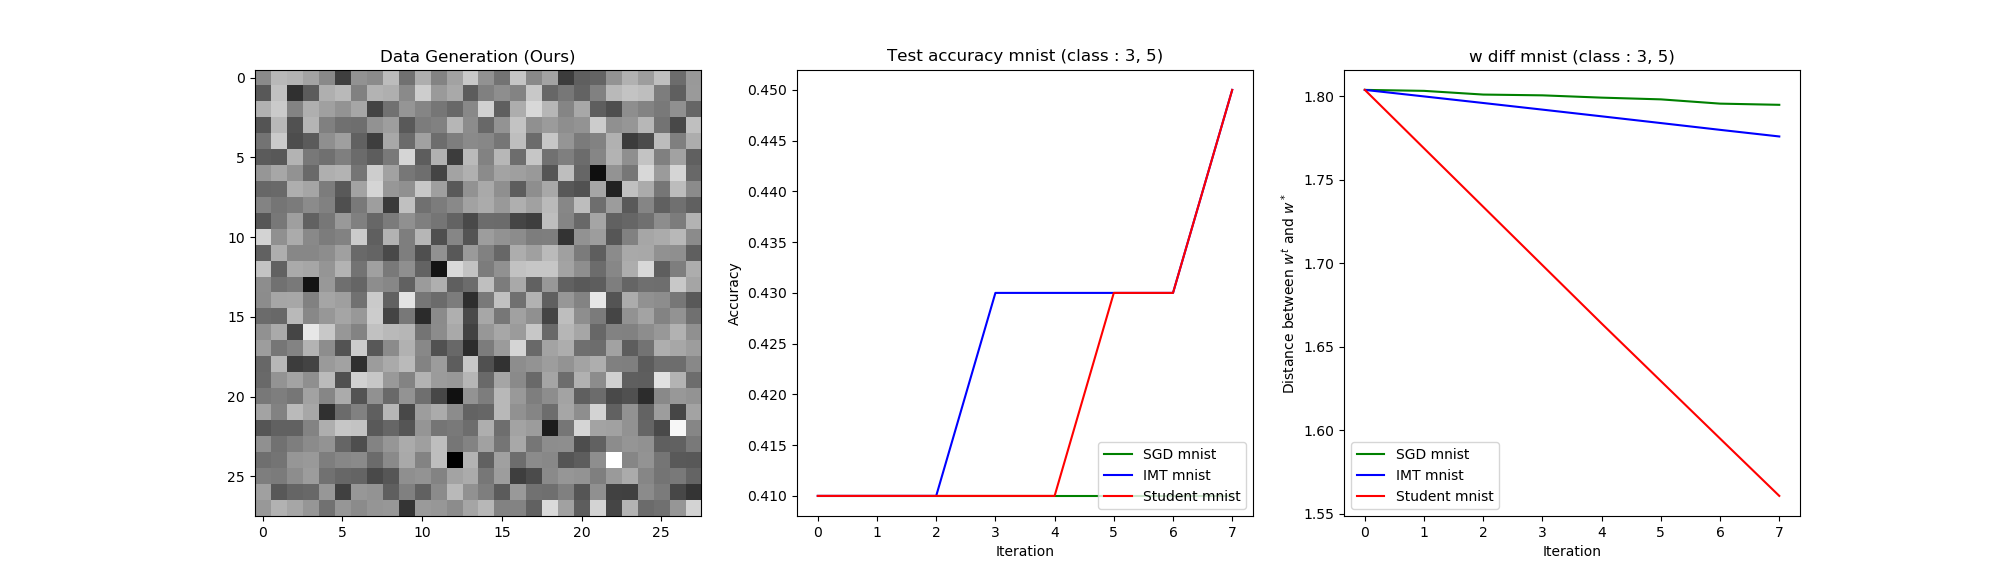 Data Generation (Ours)
0
5
10
15
20
25
0 5 10 15 20 25
Test accuracy mnist (class : 3, 5)
Accuracy
0.450
0.445
0.440
0.435
0.430
0.425
0.420
0.415
0.410
SGD mnist
IMT mnist
Student mnist
0 1 2 3 4 5 6 7
Iteration
w diff mnist (class : 3, 5)
Distance between w^t and w^*
1.80
1.75
1.70
1.65
1.60
1.55
SGD mnist
IMT mnist
Student mnist
0 1 2 3 4 5 6 7
Iteration